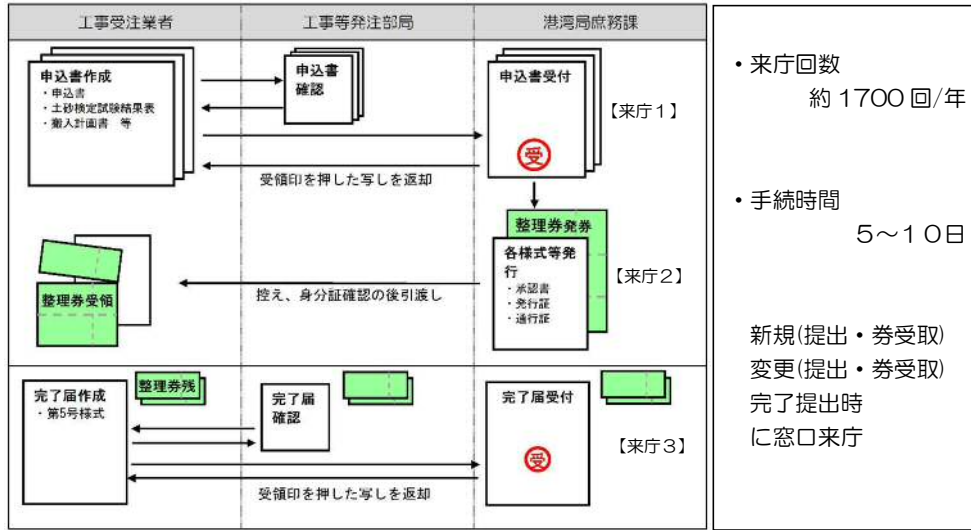 工事受注業者
工事等発注部局
港湾局庶務課
申込書作成
・申込書
・土砂検定試験結果表
・搬入計画書 等
申込書
確認
申込書受付
受
【来庁1】
受領印を押した写しを返却
整理券発券
各様式等発
行
・承認書
・発行証
・通行証
【来庁2】
整理券受領
控え、身分証確認の後引渡し
完了届作成
・第5号様式
整理券残
完了届
確認
完了届受付
受
【来庁3】
受領印を押した写しを返却
・来庁回数
約1700回/年
・手続時間
5～10日
新規(提出・券受取)
変更(提出・券受取)
完了提出時
に窓口来庁